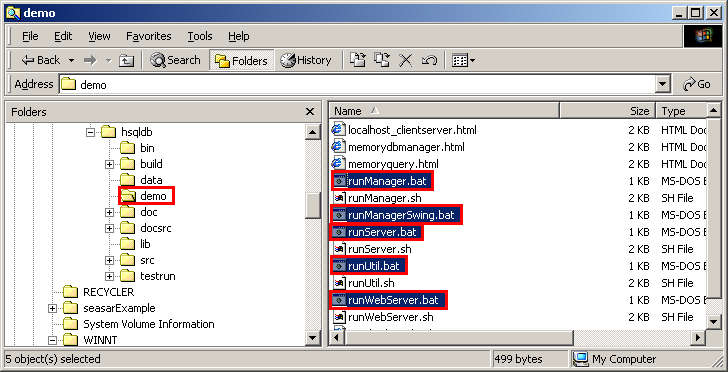 demo
File Edit View Favorites Tools Help
Back Search Folders History
Address demo Go
Folders
hsqldb
bin
build
data
demo
doc
docsrc
lib
src
testrun
RECYCLER
seasarExample
System Volume Information
WINNT
Name Size Type
localhost_clientserver.html 2 KB HTML Doc
memorydbmanager.html 2 KB HTML Doc
memoryquery.html 2 KB HTML Doc
runManager.bat 1 KB MS-DOS B
runManager.sh 2 KB SH File
runManagerSwing.bat 1 KB MS-DOS B
runServer.bat 1 KB MS-DOS B
runServer.sh 2 KB SH File
runUtil.bat 1 KB MS-DOS B
runUtil.sh 2 KB SH File
runWebServer.bat 1 KB MS-DOS B
runWebServer.sh 2 KB SH File
5 object(s) selected 499 bytes My Computer